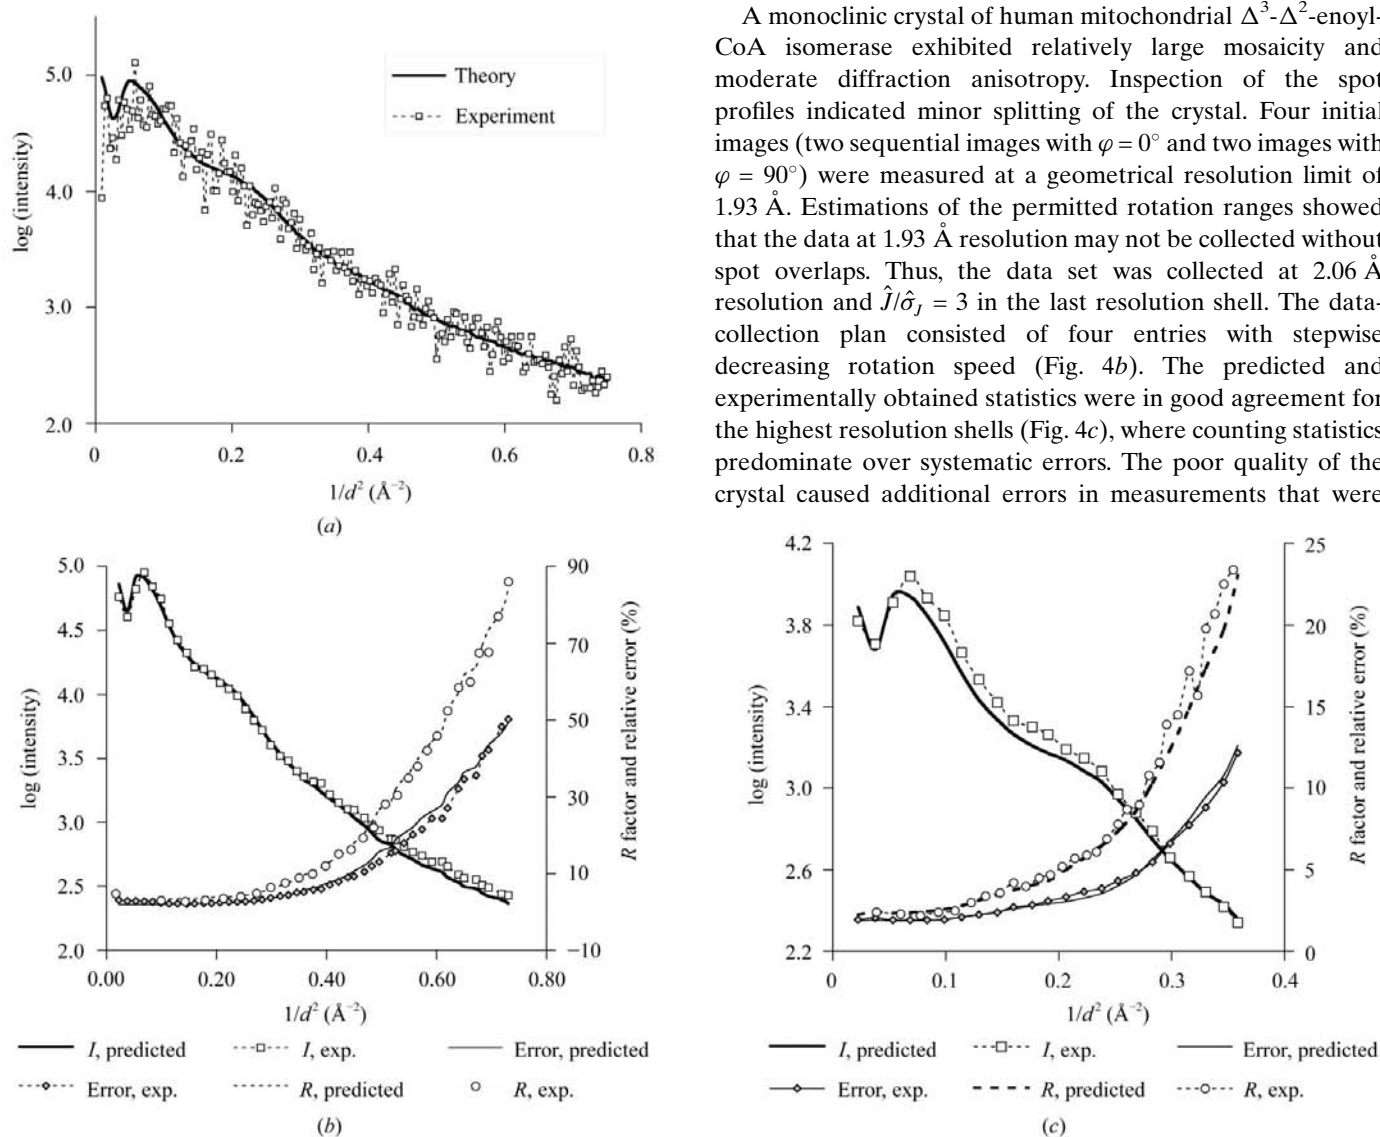 A monoclinic crystal of human mitochondrial Δ³-Δ²-enoyl-
CoA isomerase exhibited relatively large mosaicity and
moderate diffraction anisotropy. Inspection of the spot
profiles indicated minor splitting of the crystal. Four initial
images (two sequential images with φ = 0° and two images with
φ = 90°) were measured at a geometrical resolution limit of
1.93 Å. Estimations of the permitted rotation ranges showed
that the data at 1.93 Å resolution may not be collected without
spot overlaps. Thus, the data set was collected at 2.06 Å
resolution and Ĵ/σ̂_J = 3 in the last resolution shell. The data-
collection plan consisted of four entries with stepwise
decreasing rotation speed (Fig. 4b). The predicted and
experimentally obtained statistics were in good agreement for
the highest resolution shells (Fig. 4c), where counting statistics
predominate over systematic errors. The poor quality of the
crystal caused additional errors in measurements that were
5.0
4.0
3.0
2.0
log (intensity)
Theory
Experiment
0 0.2 0.4 0.6 0.8
1/d² (Å⁻²)
(a)
5.0
4.5
4.0
3.5
3.0
2.5
2.0
log (intensity)
90
70
50
30
10
−10
R factor and relative error (%)
0.00 0.20 0.40 0.60 0.80
1/d² (Å⁻²)
I, predicted I, exp. Error, predicted
Error, exp. R, predicted R, exp.
(b)
4.2
3.8
3.4
3.0
2.6
2.2
log (intensity)
25
20
15
10
5
0
R factor and relative error (%)
0 0.1 0.2 0.3 0.4
1/d² (Å⁻²)
I, predicted I, exp. Error, predicted
Error, exp. R, predicted R, exp.
(c)